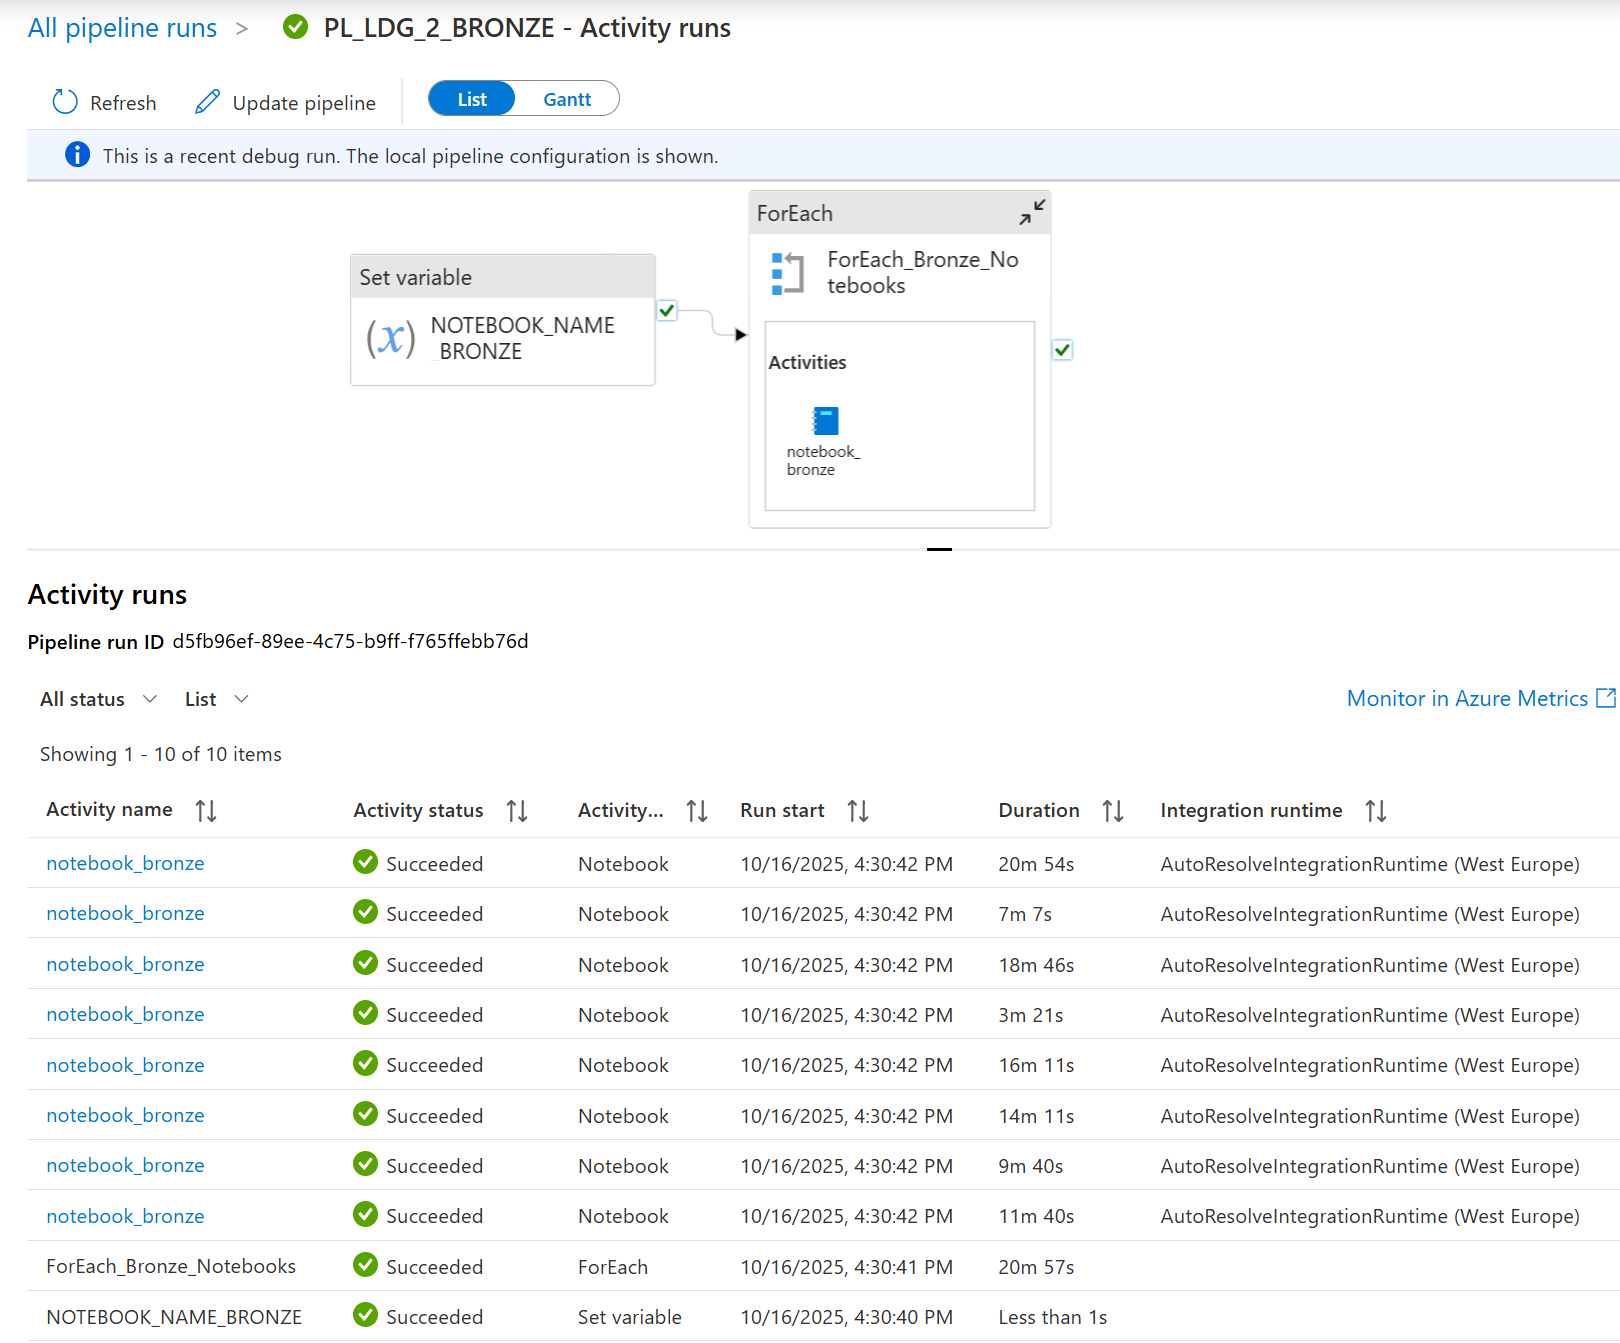 All pipeline runs > PL_LDG_2_BRONZE - Activity runs
Refresh Update pipeline List Gantt
This is a recent debug run. The local pipeline configuration is shown.
Set variable
(x) NOTEBOOK_NAME
_BRONZE
ForEach
ForEach_Bronze_No
tebooks
Activities
notebook_
bronze
Activity runs
Pipeline run ID d5fb96ef-89ee-4c75-b9ff-f765ffebb76d
All status List Monitor in Azure Metrics
Showing 1 - 10 of 10 items
Activity name Activity status Activity... Run start Duration Integration runtime
notebook_bronze Succeeded Notebook 10/16/2025, 4:30:42 PM 20m 54s AutoResolveIntegrationRuntime (West Europe)
notebook_bronze Succeeded Notebook 10/16/2025, 4:30:42 PM 7m 7s AutoResolveIntegrationRuntime (West Europe)
notebook_bronze Succeeded Notebook 10/16/2025, 4:30:42 PM 18m 46s AutoResolveIntegrationRuntime (West Europe)
notebook_bronze Succeeded Notebook 10/16/2025, 4:30:42 PM 3m 21s AutoResolveIntegrationRuntime (West Europe)
notebook_bronze Succeeded Notebook 10/16/2025, 4:30:42 PM 16m 11s AutoResolveIntegrationRuntime (West Europe)
notebook_bronze Succeeded Notebook 10/16/2025, 4:30:42 PM 14m 11s AutoResolveIntegrationRuntime (West Europe)
notebook_bronze Succeeded Notebook 10/16/2025, 4:30:42 PM 9m 40s AutoResolveIntegrationRuntime (West Europe)
notebook_bronze Succeeded Notebook 10/16/2025, 4:30:42 PM 11m 40s AutoResolveIntegrationRuntime (West Europe)
ForEach_Bronze_Notebooks Succeeded ForEach 10/16/2025, 4:30:41 PM 20m 57s
NOTEBOOK_NAME_BRONZE Succeeded Set variable 10/16/2025, 4:30:40 PM Less than 1s